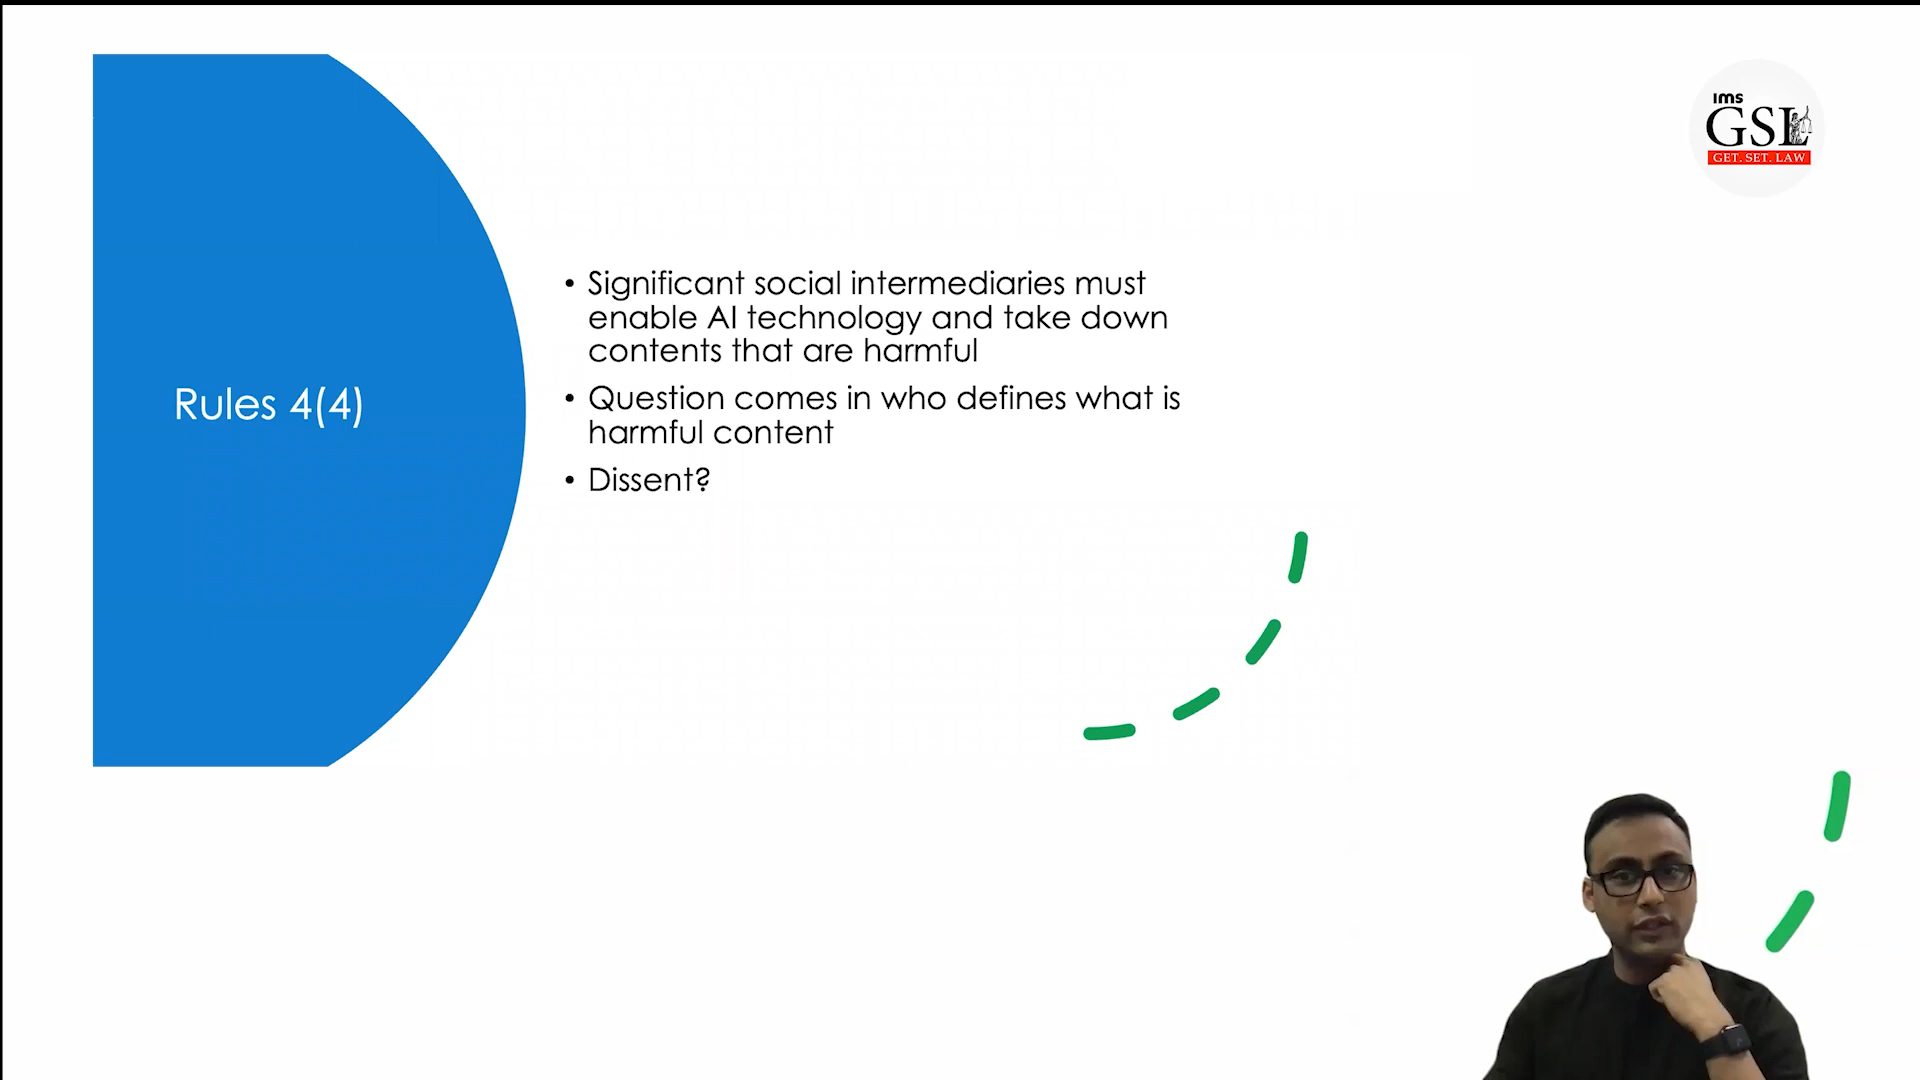 ims
GSL
GET. SET. LAW
Rules 4(4)
• Significant social intermediaries must
enable AI technology and take down
contents that are harmful
• Question comes in who defines what is
harmful content
• Dissent?